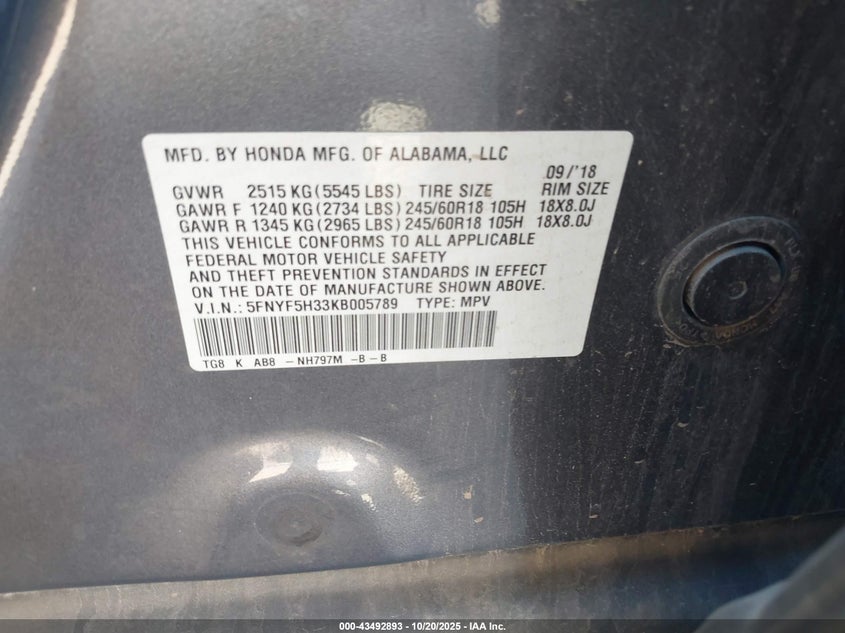 MFD. BY HONDA MFG. OF ALABAMA, LLC
09/'18
GVWR 2515 KG(5545 LBS) TIRE SIZE RIM SIZE
GAWR F 1240 KG(2734 LBS) 245/60R18 105H 18X8.0J
GAWR R 1345 KG(2965 LBS) 245/60R18 105H 18X8.0J
THIS VEHICLE CONFORMS TO ALL APPLICABLE
FEDERAL MOTOR VEHICLE SAFETY
AND THEFT PREVENTION STANDARDS IN EFFECT
ON THE DATE OF MANUFACTURE SHOWN ABOVE.
V.I.N.: 5FNYF5H33KB005789 TYPE: MPV
TG8 K AB8 -NH797M -B-B
000-43492893 | 10/20/2025 | IAA Inc.